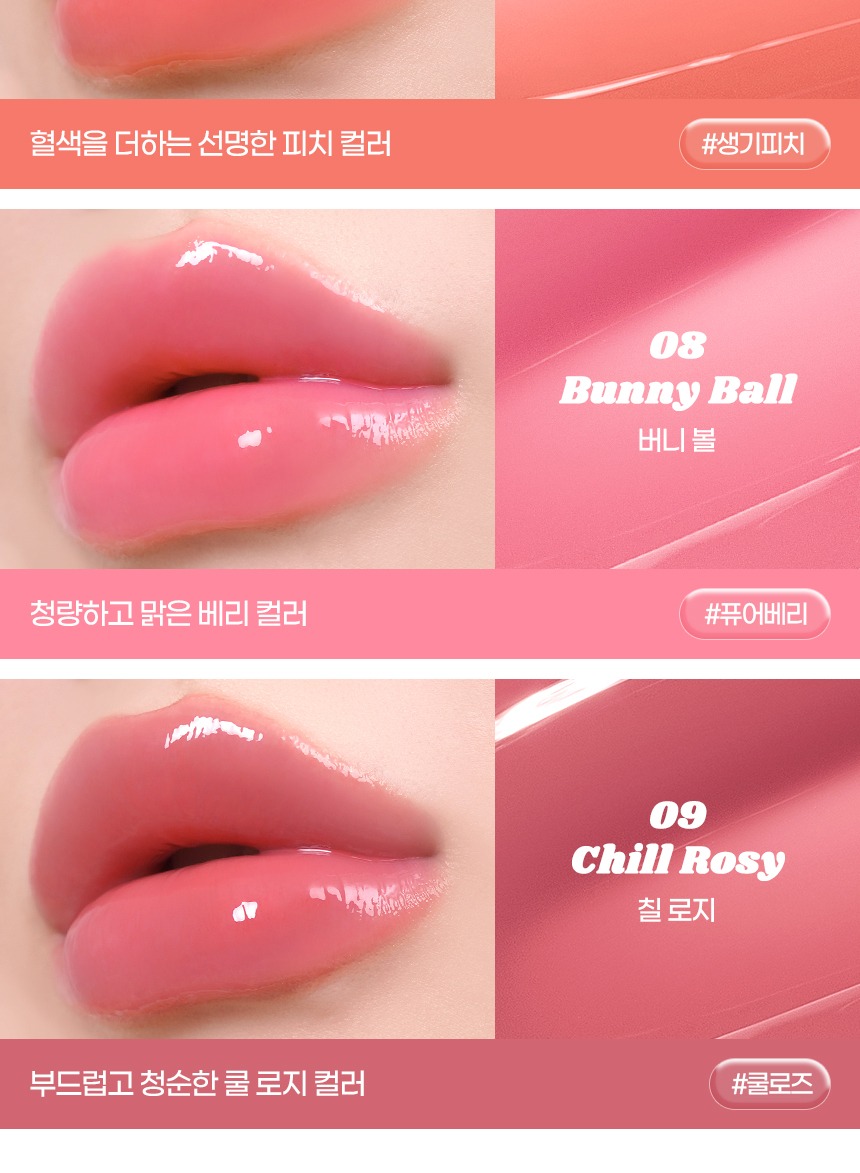 혈색을 더하는 선명한 피치 컬러
#생기피치
08
Bunny Ball
버니 볼
청량하고 맑은 베리 컬러
#퓨어베리
09
Chill Rosy
칠 로지
부드럽고 청순한 쿨 로지 컬러
#쿨로즈